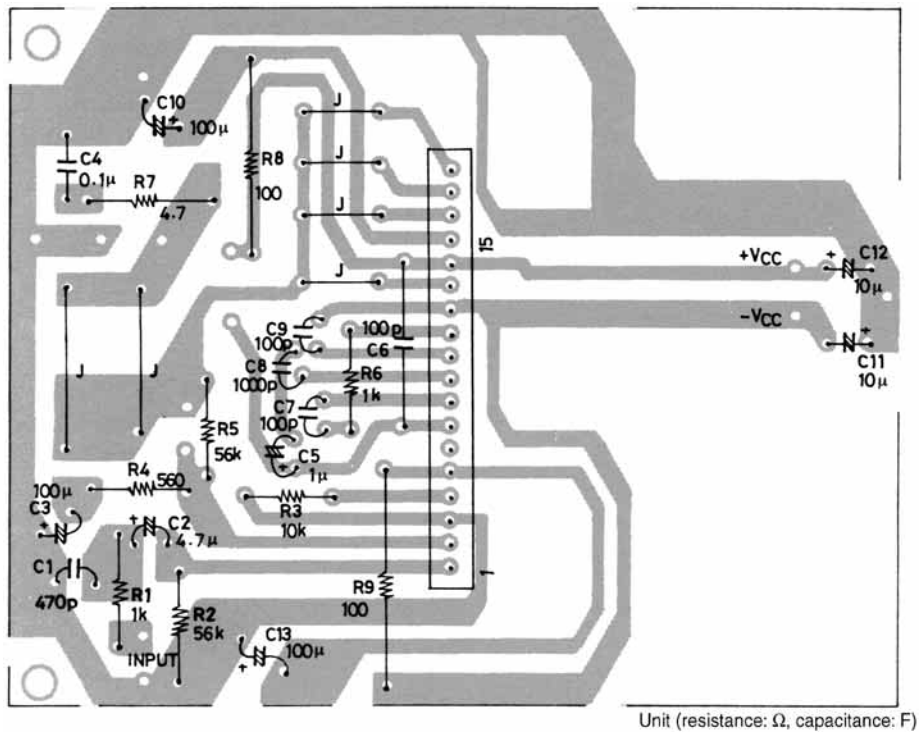 C10
100μ
J
C4
0.1μ
R8
100
R7
4.7
J
J
15
+VCC
C12
10μ
J
-VCC
C11
10μ
C9
100p
100p
C6
C8
1000p
R6
1k
J
J
C7
100p
R5
56k
C5
1μ
R4
560
100μ
C3
R3
10k
C2
4.7μ
C1
470p
R1
1k
R2
56k
R9
100
1
INPUT
C13
100μ
Unit (resistance: Ω, capacitance: F)